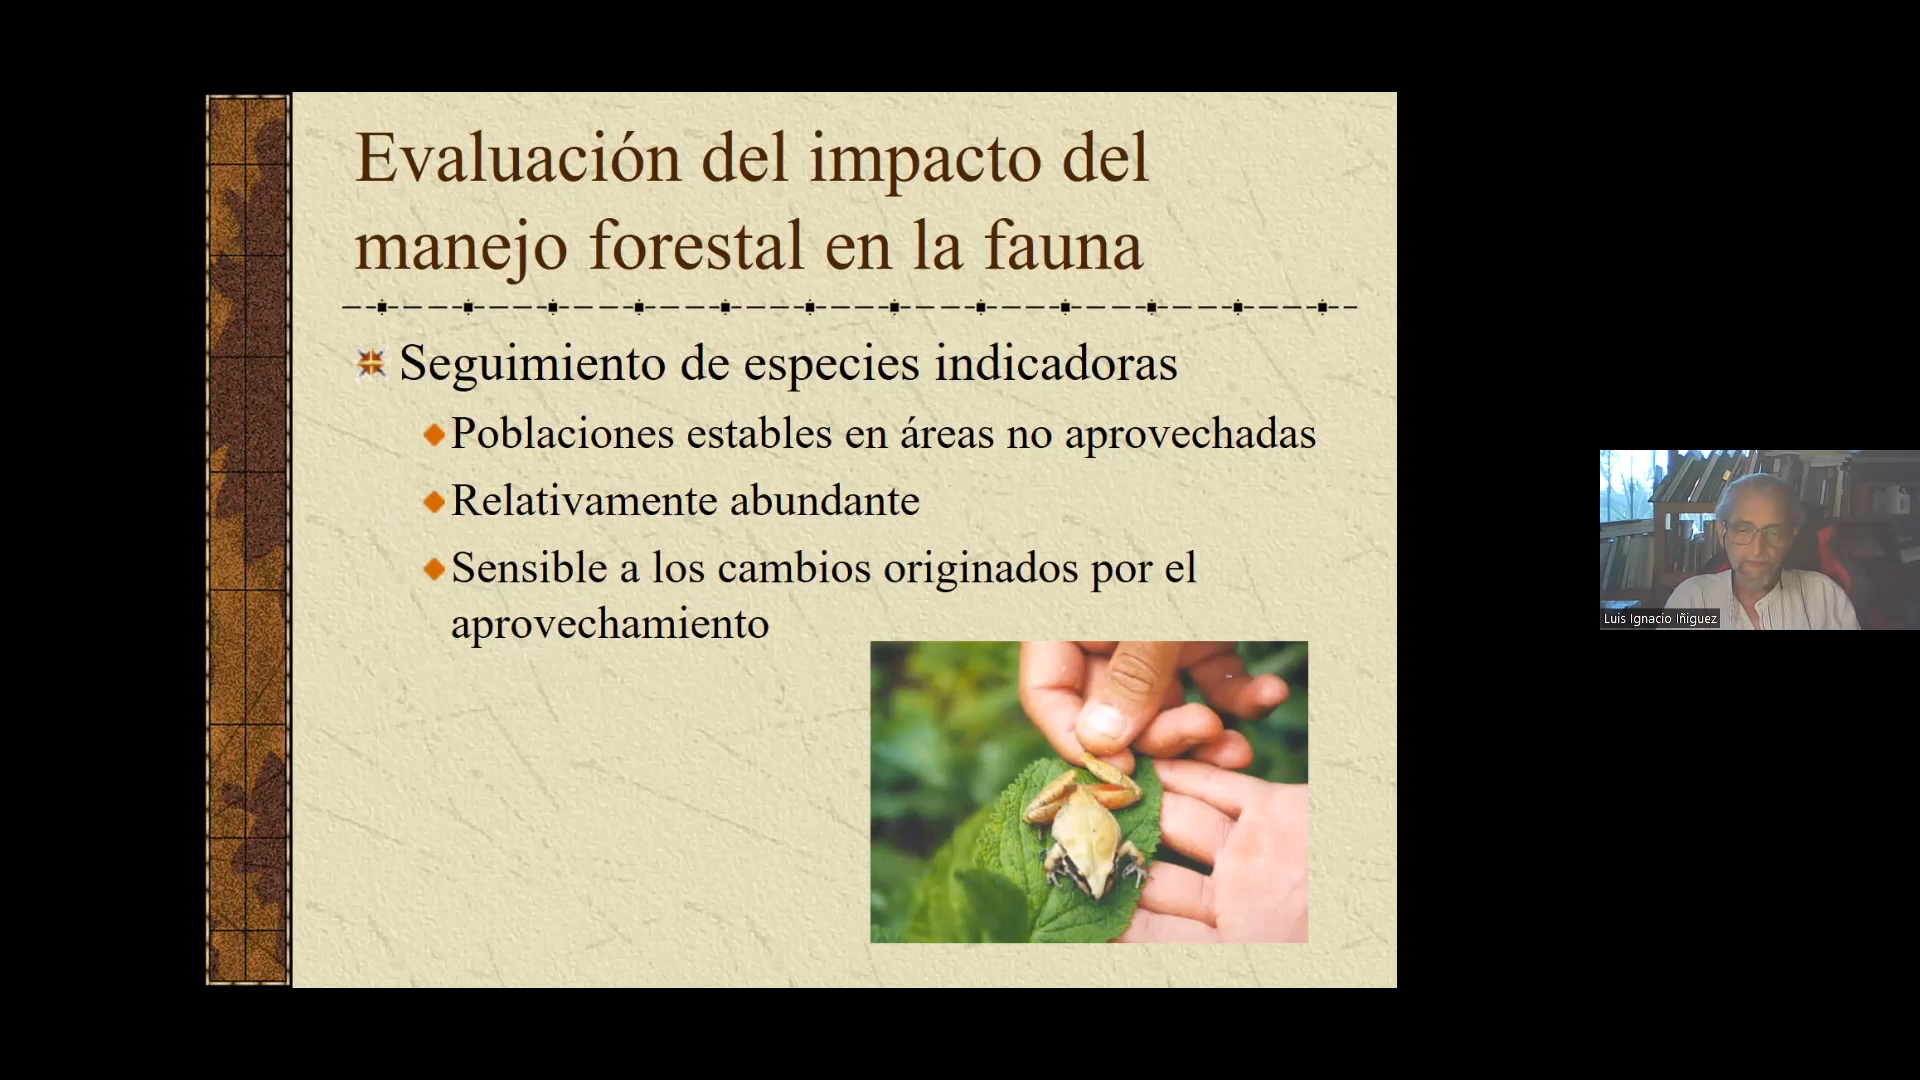 Evaluación del impacto del
manejo forestal en la fauna
Seguimiento de especies indicadoras
Poblaciones estables en áreas no aprovechadas
Relativamente abundante
Sensible a los cambios originados por el
aprovechamiento
Luis Ignacio Iñiguez